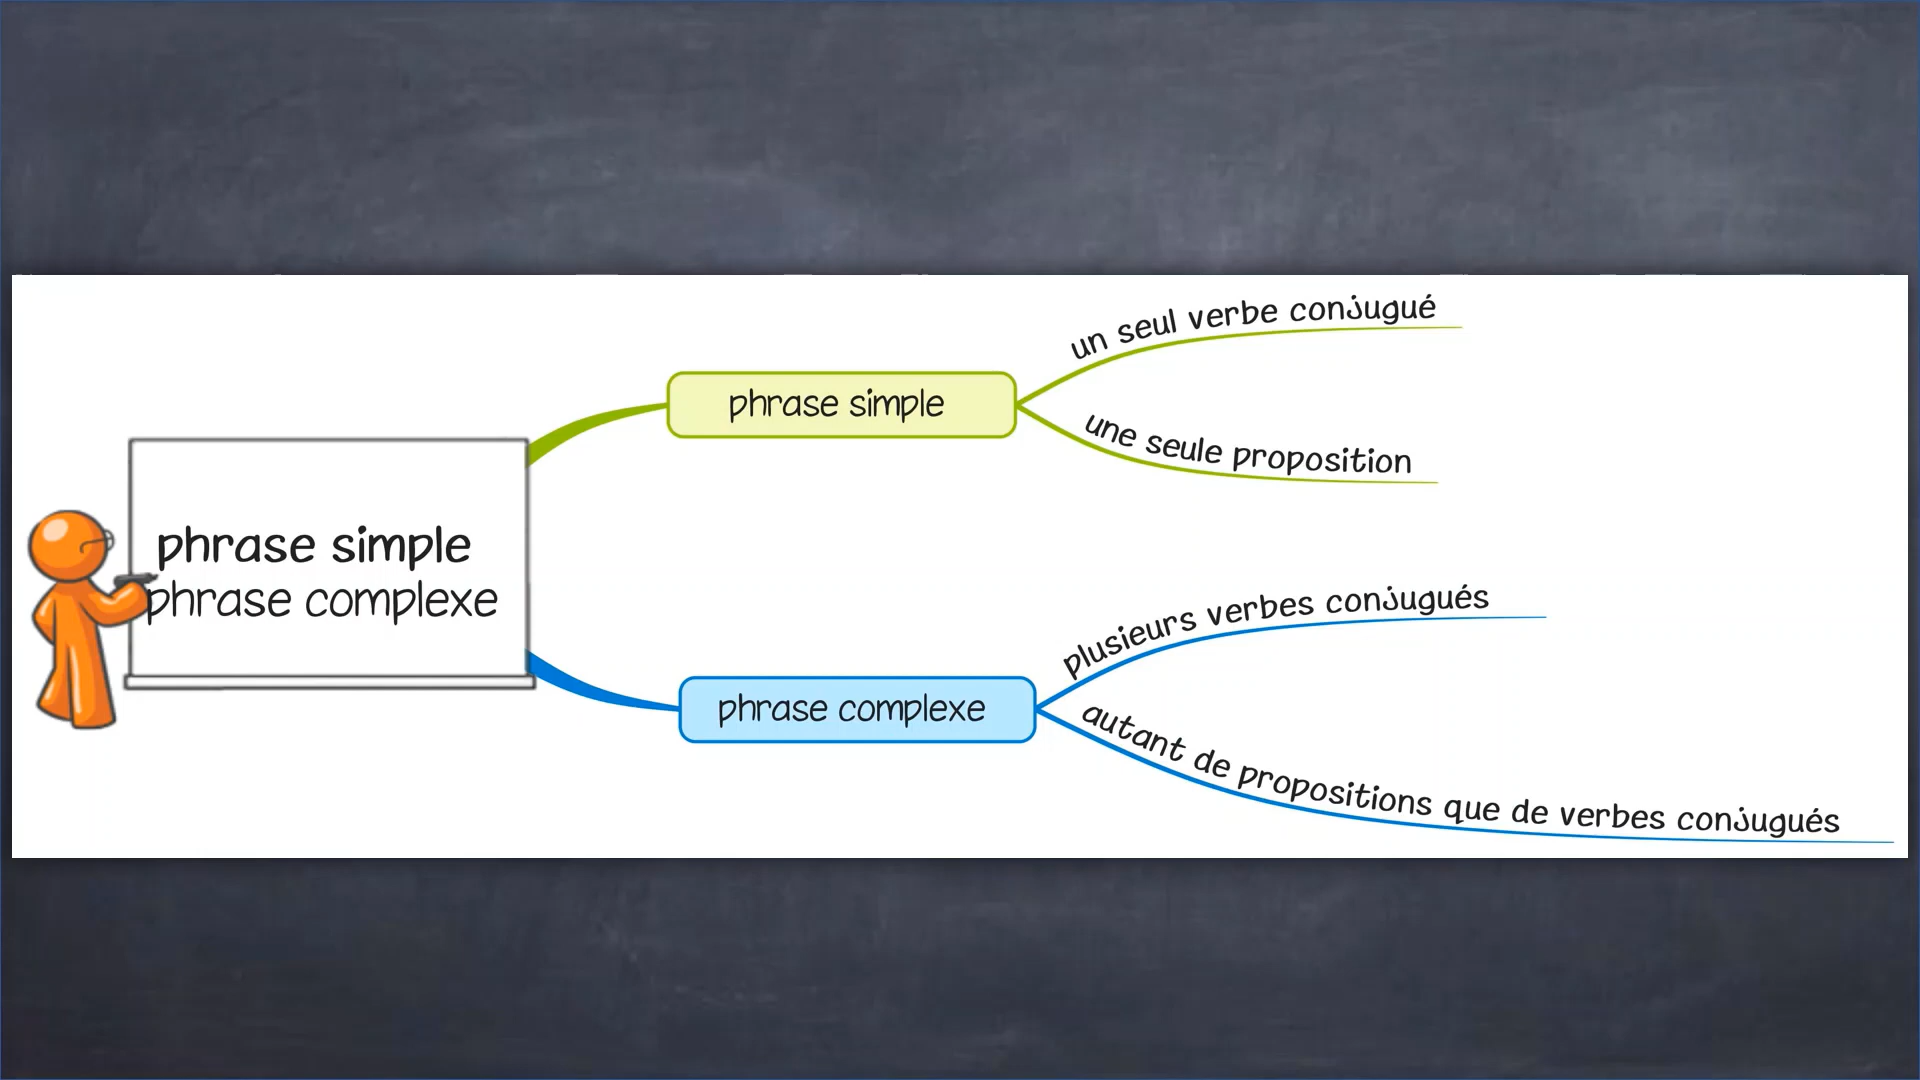 phrase simple
phrase complexe
phrase simple
un seul verbe conjugué
une seule proposition
phrase complexe
plusieurs verbes conjugués
autant de propositions que de verbes conjugués